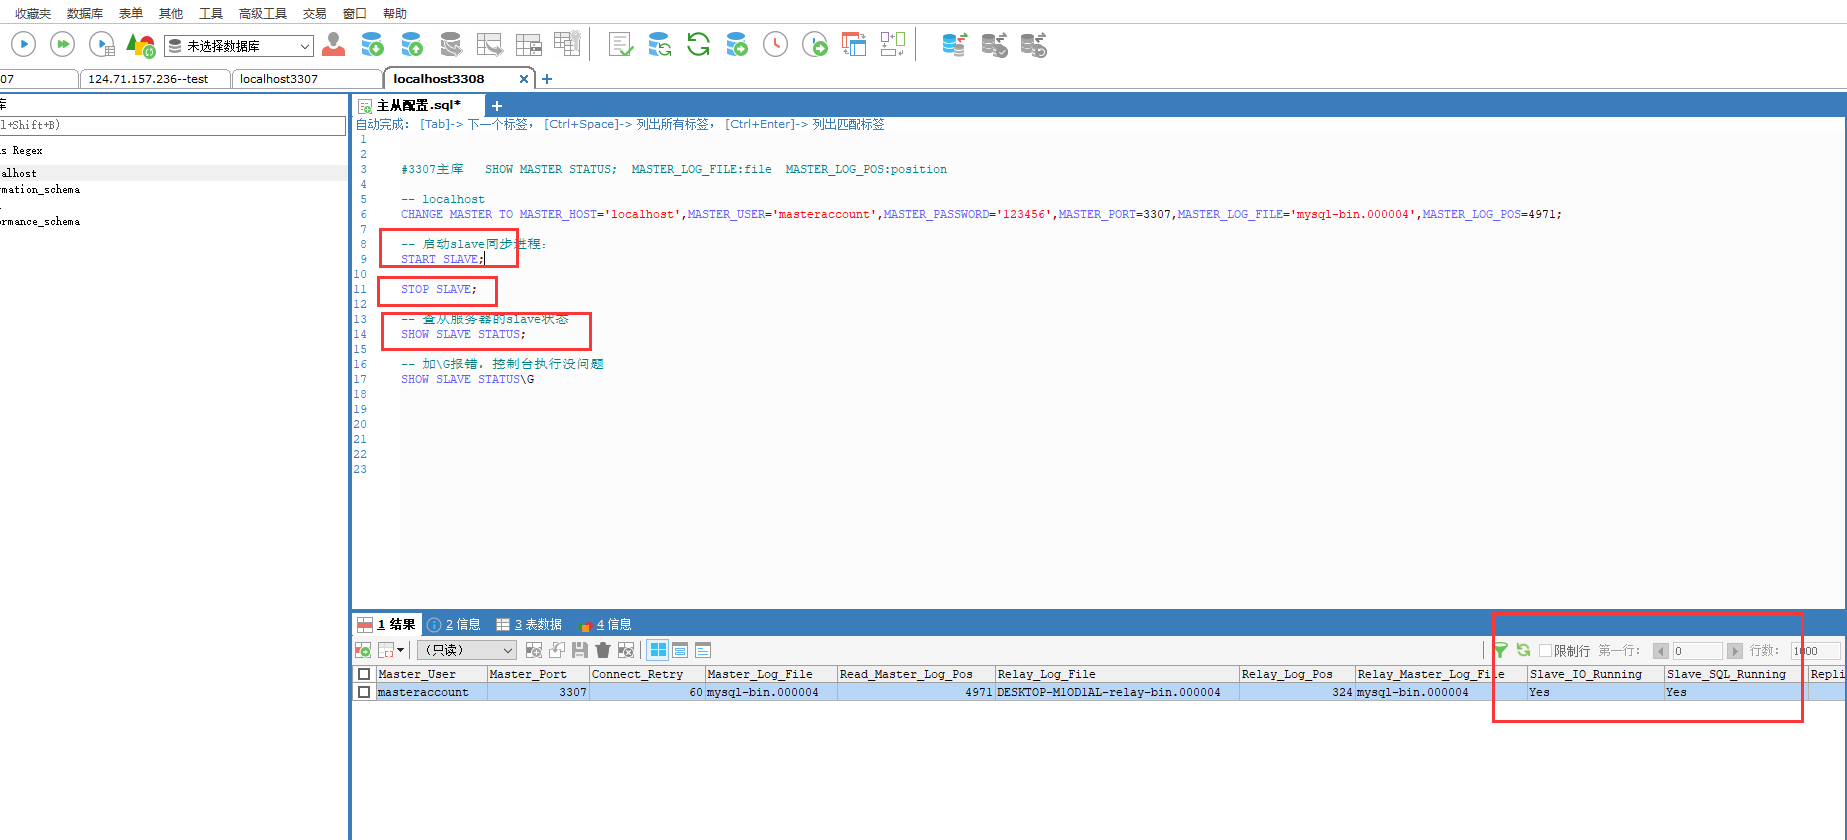 收藏夹 数据库 表单 其他 工具 高级工具 交易 窗口 帮助
未选择数据库
07 124.71.157.236--test localhost3307 localhost3308
库
l+Shift+B)
s Regex
alhost
rmation_schema
ormance_schema
主从配置.sql*
自动完成: [Tab]-> 下一个标签, [Ctrl+Space]-> 列出所有标签, [Ctrl+Enter]-> 列出匹配标签
1
2
3 #3307主库 SHOW MASTER STATUS; MASTER_LOG_FILE:file MASTER_LOG_POS:position
4
5 -- localhost
6 CHANGE MASTER TO MASTER_HOST='localhost',MASTER_USER='masteraccount',MASTER_PASSWORD='123456',MASTER_PORT=3307,MASTER_LOG_FILE='mysql-bin.000004',MASTER_LOG_POS=4971;
7
8 -- 启动slave同步进程:
9 START SLAVE;
10
11 STOP SLAVE;
12
13 -- 查从服务器的slave状态
14 SHOW SLAVE STATUS;
15
16 -- 加\G报错, 控制台执行没问题
17 SHOW SLAVE STATUS\G
18
19
20
21
22
23
1 结果 2 信息 3 表数据 4 信息
(只读) 限制行 第一行: 0 行数: 1000
Master_User Master_Port Connect_Retry Master_Log_File Read_Master_Log_Pos Relay_Log_File Relay_Log_Pos Relay_Master_Log_File Slave_IO_Running Slave_SQL_Running Repli
masteraccount 3307 60 mysql-bin.000004 4971 DESKTOP-M10D1AL-relay-bin.000004 324 mysql-bin.000004 Yes Yes